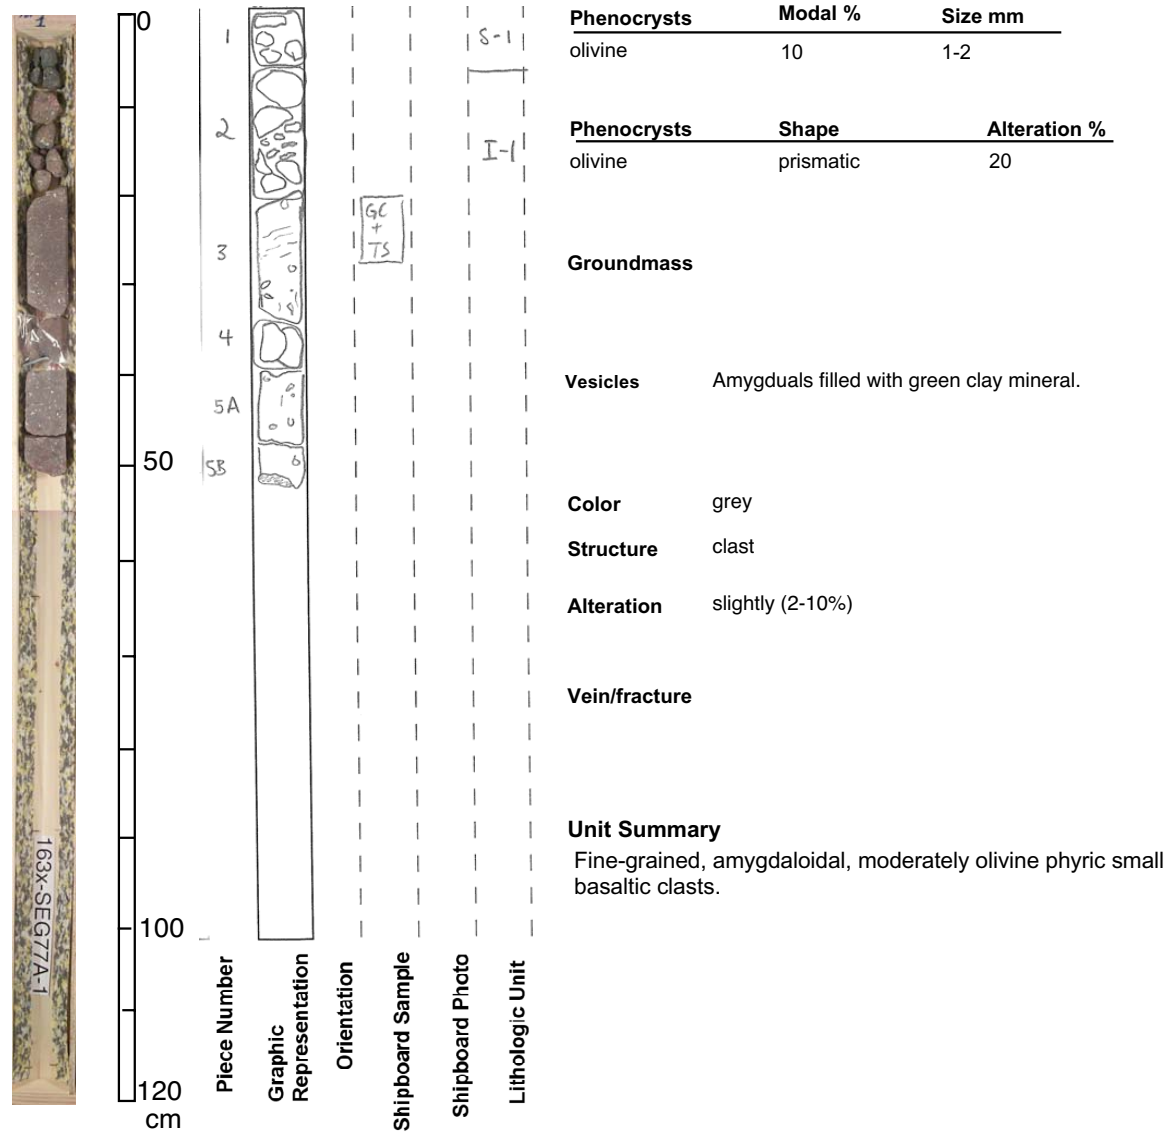 1
0
50
100
120
cm
163x-SEG77A-1
1
2
3
4
5A
5B
GC
+
TS
S-1
I-1
Piece Number
Graphic
Representation
Orientation
Shipboard Sample
Shipboard Photo
Lithologic Unit
Phenocrysts Modal % Size mm
olivine 10 1-2
Phenocrysts Shape Alteration %
olivine prismatic 20
Groundmass
Vesicles Amygduals filled with green clay mineral.
Color grey
Structure clast
Alteration slightly (2-10%)
Vein/fracture
Unit Summary
Fine-grained, amygdaloidal, moderately olivine phyric small
basaltic clasts.